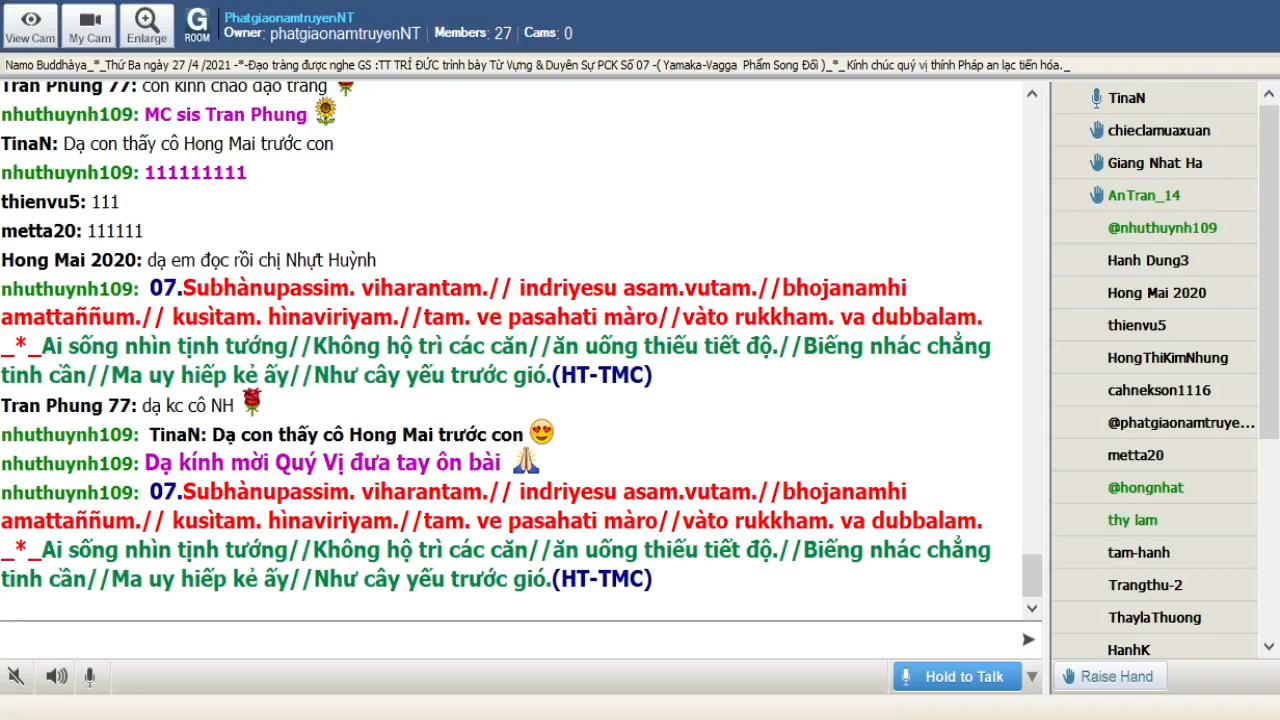 View Cam
My Cam
Enlarge
G
ROOM
PhatgiaonamtruyenNT
Owner: phatgiaonamtruyenNT | Members: 27 | Cams: 0
Namo Buddhàya_*_Thứ Ba ngày 27 /4 /2021 -*-Đạo tràng được nghe GS :TT TRÍ ĐỨC trình bày Từ Vựng & Duyên Sự PCK Số 07 -( Yamaka-Vagga Phẩm Song Đối )_*_Kính chúc quý vị thính Pháp an lạc tiến hóa._
Tran Phung 77: con kính chào đạo tràng
nhuthuynh109: MC sis Tran Phung
TinaN: Dạ con thấy cô Hong Mai trước con
nhuthuynh109: 111111111
thienvu5: 111
metta20: 111111
Hong Mai 2020: dạ em đọc rồi chị Nhựt Huỳnh
nhuthuynh109: 07.Subhànupassim. viharantam.// indriyesu asam.vutam.//bhojanamhi
amattaññum.// kusìtam. hìnaviriyam.//tam. ve pasahati màro//vàto rukkham. va dubbalam.
_*_Ai sống nhìn tịnh tướng//Không hộ trì các căn//ăn uống thiếu tiết độ.//Biếng nhác chẳng
tinh cần//Ma uy hiếp kẻ ấy//Như cây yếu trước gió.(HT-TMC)
Tran Phung 77: dạ kc cô NH
nhuthuynh109: TinaN: Dạ con thấy cô Hong Mai trước con
nhuthuynh109: Dạ kính mời Quý Vị đưa tay ôn bài
nhuthuynh109: 07.Subhànupassim. viharantam.// indriyesu asam.vutam.//bhojanamhi
amattaññum.// kusìtam. hìnaviriyam.//tam. ve pasahati màro//vàto rukkham. va dubbalam.
_*_Ai sống nhìn tịnh tướng//Không hộ trì các căn//ăn uống thiếu tiết độ.//Biếng nhác chẳng
tinh cần//Ma uy hiếp kẻ ấy//Như cây yếu trước gió.(HT-TMC)
TinaN
chieclamuaxuan
Giang Nhat Ha
AnTran_14
@nhuthuynh109
Hanh Dung3
Hong Mai 2020
thienvu5
HongThiKimNhung
cahnekson1116
@phatgiaonamtruye...
metta20
@hongnhat
thy lam
tam-hanh
Trangthu-2
ThaylaThuong
HanhK
Hold to Talk
Raise Hand